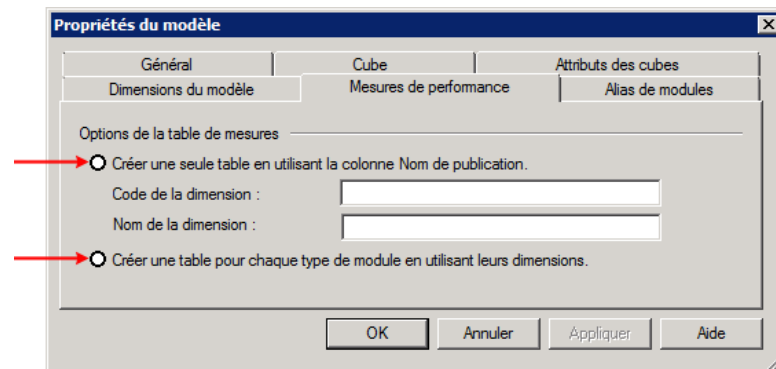 Propriétés du modèle
Général Cube Attributs des cubes
Dimensions du modèle Mesures de performance Alias de modules
Options de la table de mesures
Créer une seule table en utilisant la colonne Nom de publication.
Code de la dimension :
Nom de la dimension :
Créer une table pour chaque type de module en utilisant leurs dimensions.
OK Annuler Appliquer Aide